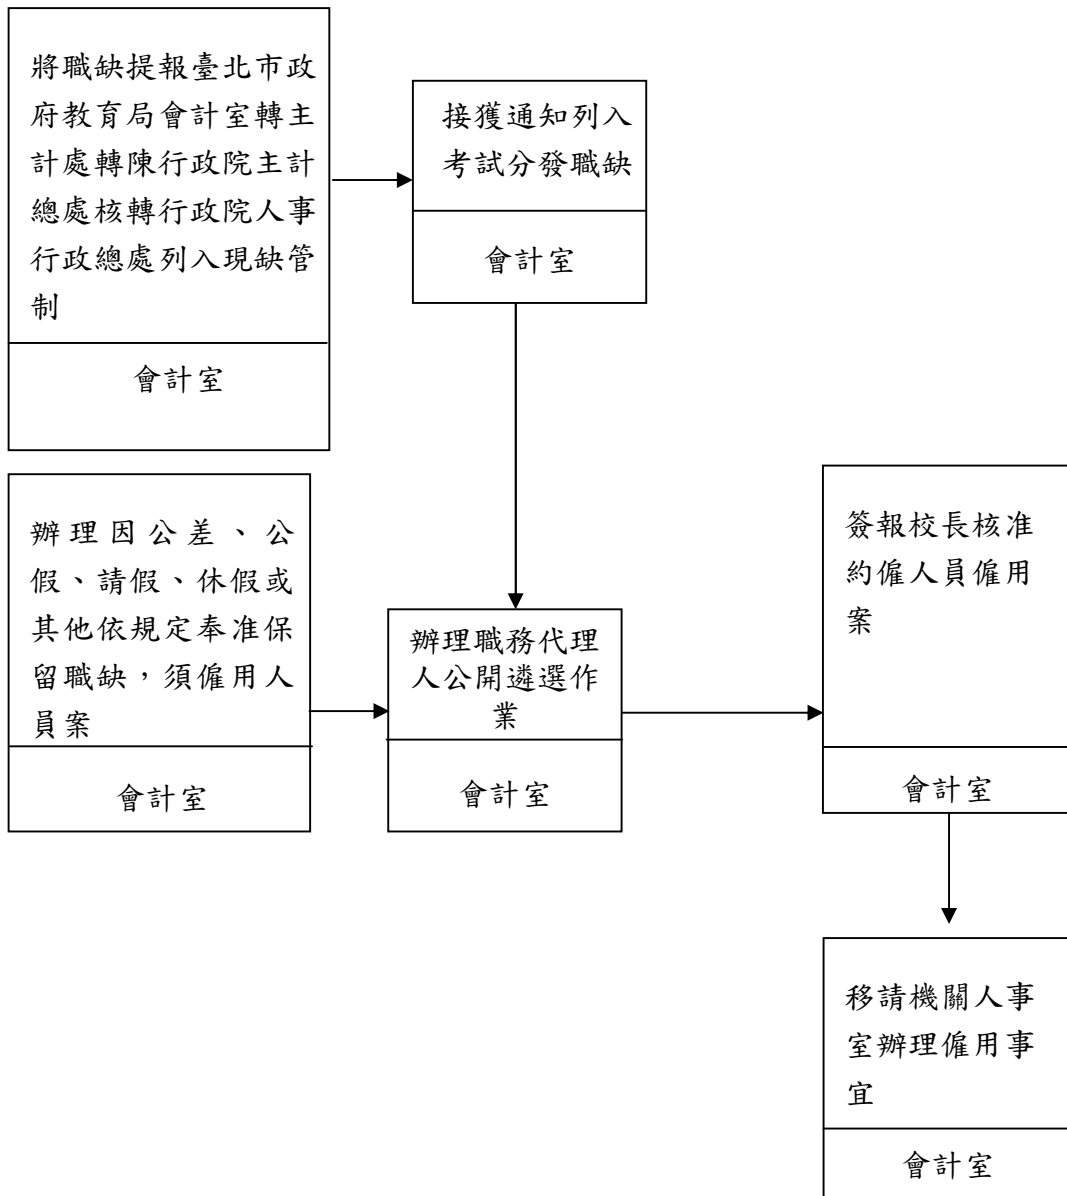 將職缺提報臺北市政
府教育局會計室轉主
計處轉陳行政院主計
總處核轉行政院人事
行政總處列入現缺管
制
會計室
接獲通知列入
考試分發職缺
會計室
辦理因公差、公
假、請假、休假或
其他依規定奉准保
留職缺，須僱用人
員案
會計室
辦理職務代理
人公開遴選作
業
會計室
簽報校長核准
約僱人員僱用
案
會計室
移請機關人事
室辦理僱用事
宜
會計室